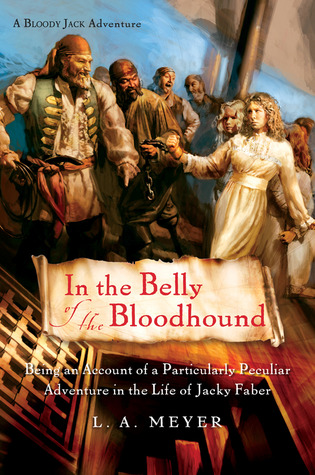 A BLOODY JACK Adventure
In the Belly
of the Bloodhound
Being an Account of a Particularly Peculiar
Adventure in the Life of Jacky Faber
L. A. MEYER